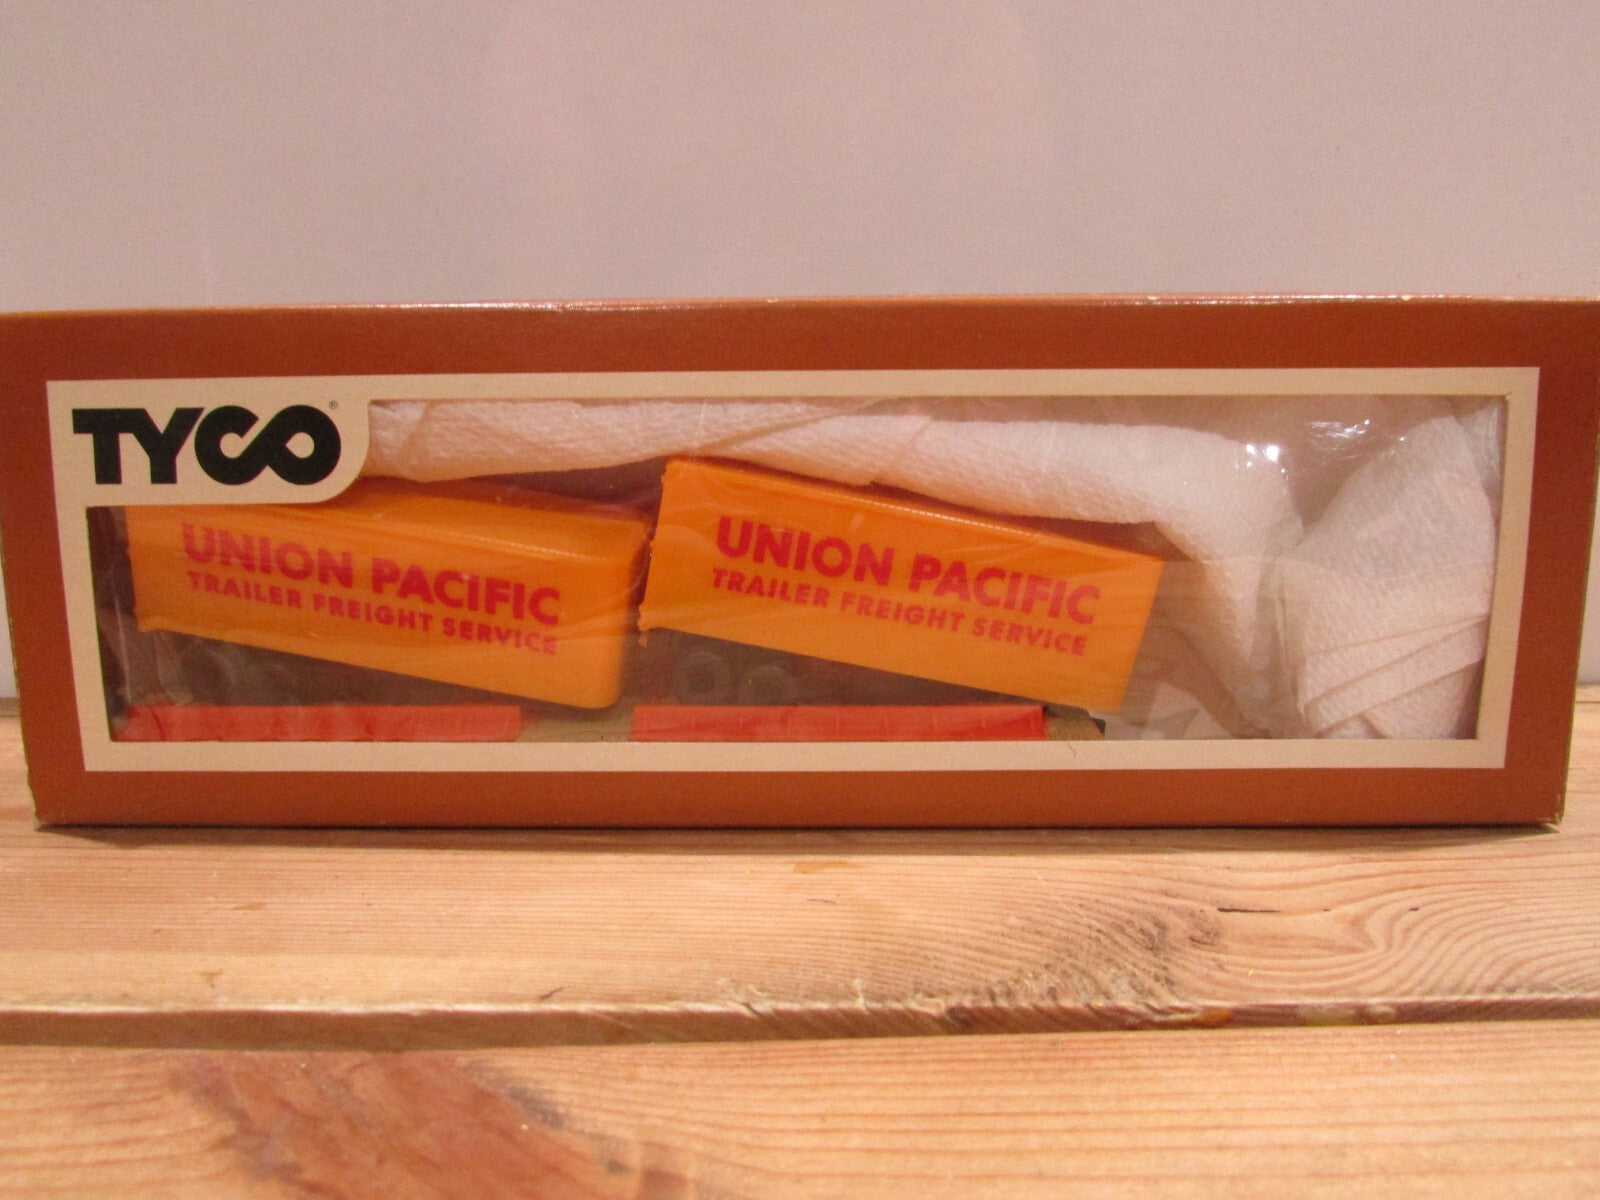 TYCO®
UNION PACIFIC
TRAILER FREIGHT SERVICE
UNION PACIFIC
TRAILER FREIGHT SERVICE